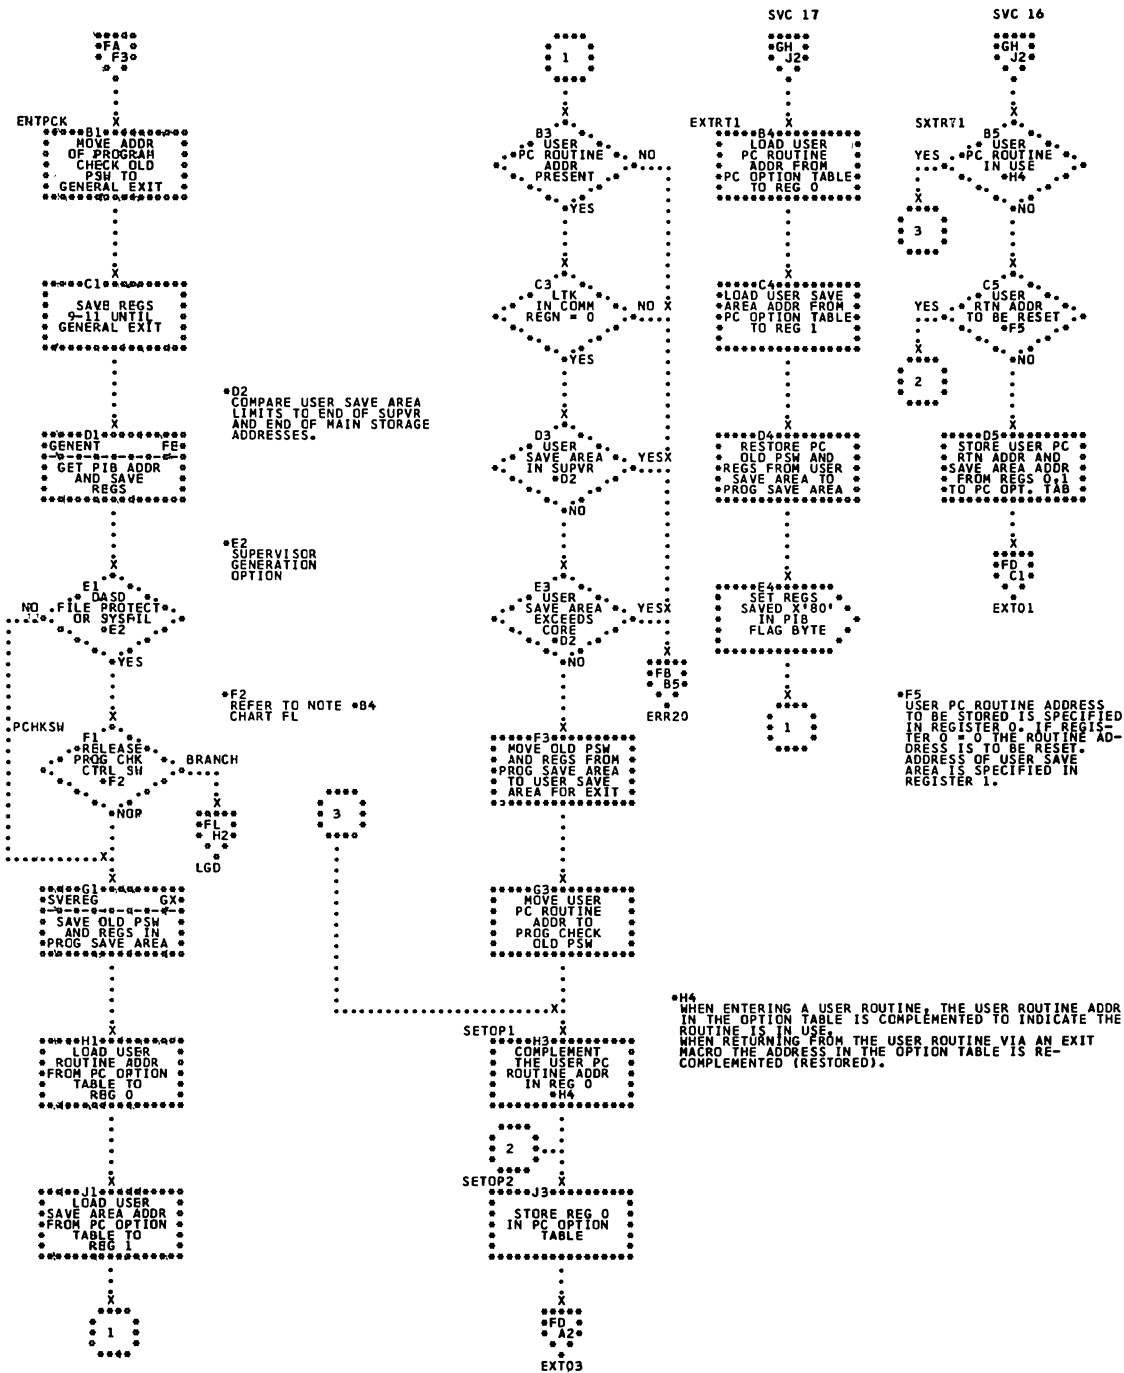 SVC 17
SVC 16
FA
F3
ENTPCK
B1
MOVE ADDR
OF PROGRAM
CHECK OLD
PSW TO
GENERAL EXIT
C1
SAVE REGS
9-11 UNTIL
GENERAL EXIT
D1
GENENT FE
GET PIB ADDR
AND SAVE
REGS
E1
DASD
FILE PROTECT
OR SYSFIL
*E2
NO
YES
PCHKSW
F1
RELEASE
PROG CHK
CTRL SW
*F2
BRANCH
NOP
FL
H2
LGD
G1
SVEREG GX
SAVE OLD PSW
AND REGS IN
PROG SAVE AREA
H1
LOAD USER
ROUTINE ADDR
FROM PC OPTION
TABLE TO
REG 0
J1
LOAD USER
SAVE AREA ADDR
FROM PC OPTION
TABLE TO
REG 1
1
*D2
COMPARE USER SAVE AREA
LIMITS TO END OF SUPVR
AND END OF MAIN STORAGE
ADDRESSES.
*E2
SUPERVISOR
GENERATION
OPTION
*F2
REFER TO NOTE *B4
CHART FL
3
1
B3
USER
PC ROUTINE
ADDR
PRESENT
NO
YES
C3
LTK
IN COMM
REGN = 0
NO
YES
D3
USER
SAVE AREA
IN SUPVR
*D2
YES
NO
E3
USER
SAVE AREA
EXCEEDS
CORE
*D2
YES
NO
FB
B5
ERR20
F3
MOVE OLD PSW
AND REGS FROM
PROG SAVE AREA
TO USER SAVE
AREA FOR EXIT
G3
MOVE USER
PC ROUTINE
ADDR TO
PROG CHECK
OLD PSW
SETOP1
H3
COMPLEMENT
THE USER PC
ROUTINE ADDR
IN REG 0
*H4
2
SETOP2
J3
STORE REG 0
IN PC OPTION
TABLE
FD
A2
EXT03
GH
J2
EXTRT1
B4
LOAD USER
PC ROUTINE
ADDR FROM
PC OPTION TABLE
TO REG 0
C4
LOAD USER SAVE
AREA ADDR FROM
PC OPTION TABLE
TO REG 1
D4
RESTORE PC
OLD PSW AND
REGS FROM USER
SAVE AREA TO
PROG SAVE AREA
E4
SET REGS
SAVED X'80'
IN PIB
FLAG BYTE
1
GH
J2
SXTRT1
B5
USER
PC ROUTINE
IN USE
*H4
YES
NO
3
C5
USER
RTN ADDR
TO BE RESET
*F5
YES
NO
2
D5
STORE USER PC
RTN ADDR AND
SAVE AREA ADDR
FROM REGS 0,1
TO PC OPT. TAB
FD
C1
EXT01
*F5
USER PC ROUTINE ADDRESS
TO BE STORED IS SPECIFIED
IN REGISTER 0. IF REGIS-
TER 0 = 0 THE ROUTINE AD-
DRESS IS TO BE RESET.
ADDRESS OF USER SAVE
AREA IS SPECIFIED IN
REGISTER 1.
*H4
WHEN ENTERING A USER ROUTINE, THE USER ROUTINE ADDR
IN THE OPTION TABLE IS COMPLEMENTED TO INDICATE THE
ROUTINE IS IN USE.
WHEN RETURNING FROM THE USER ROUTINE VIA AN EXIT
MACRO THE ADDRESS IN THE OPTION TABLE IS RE-
COMPLEMENTED (RESTORED).